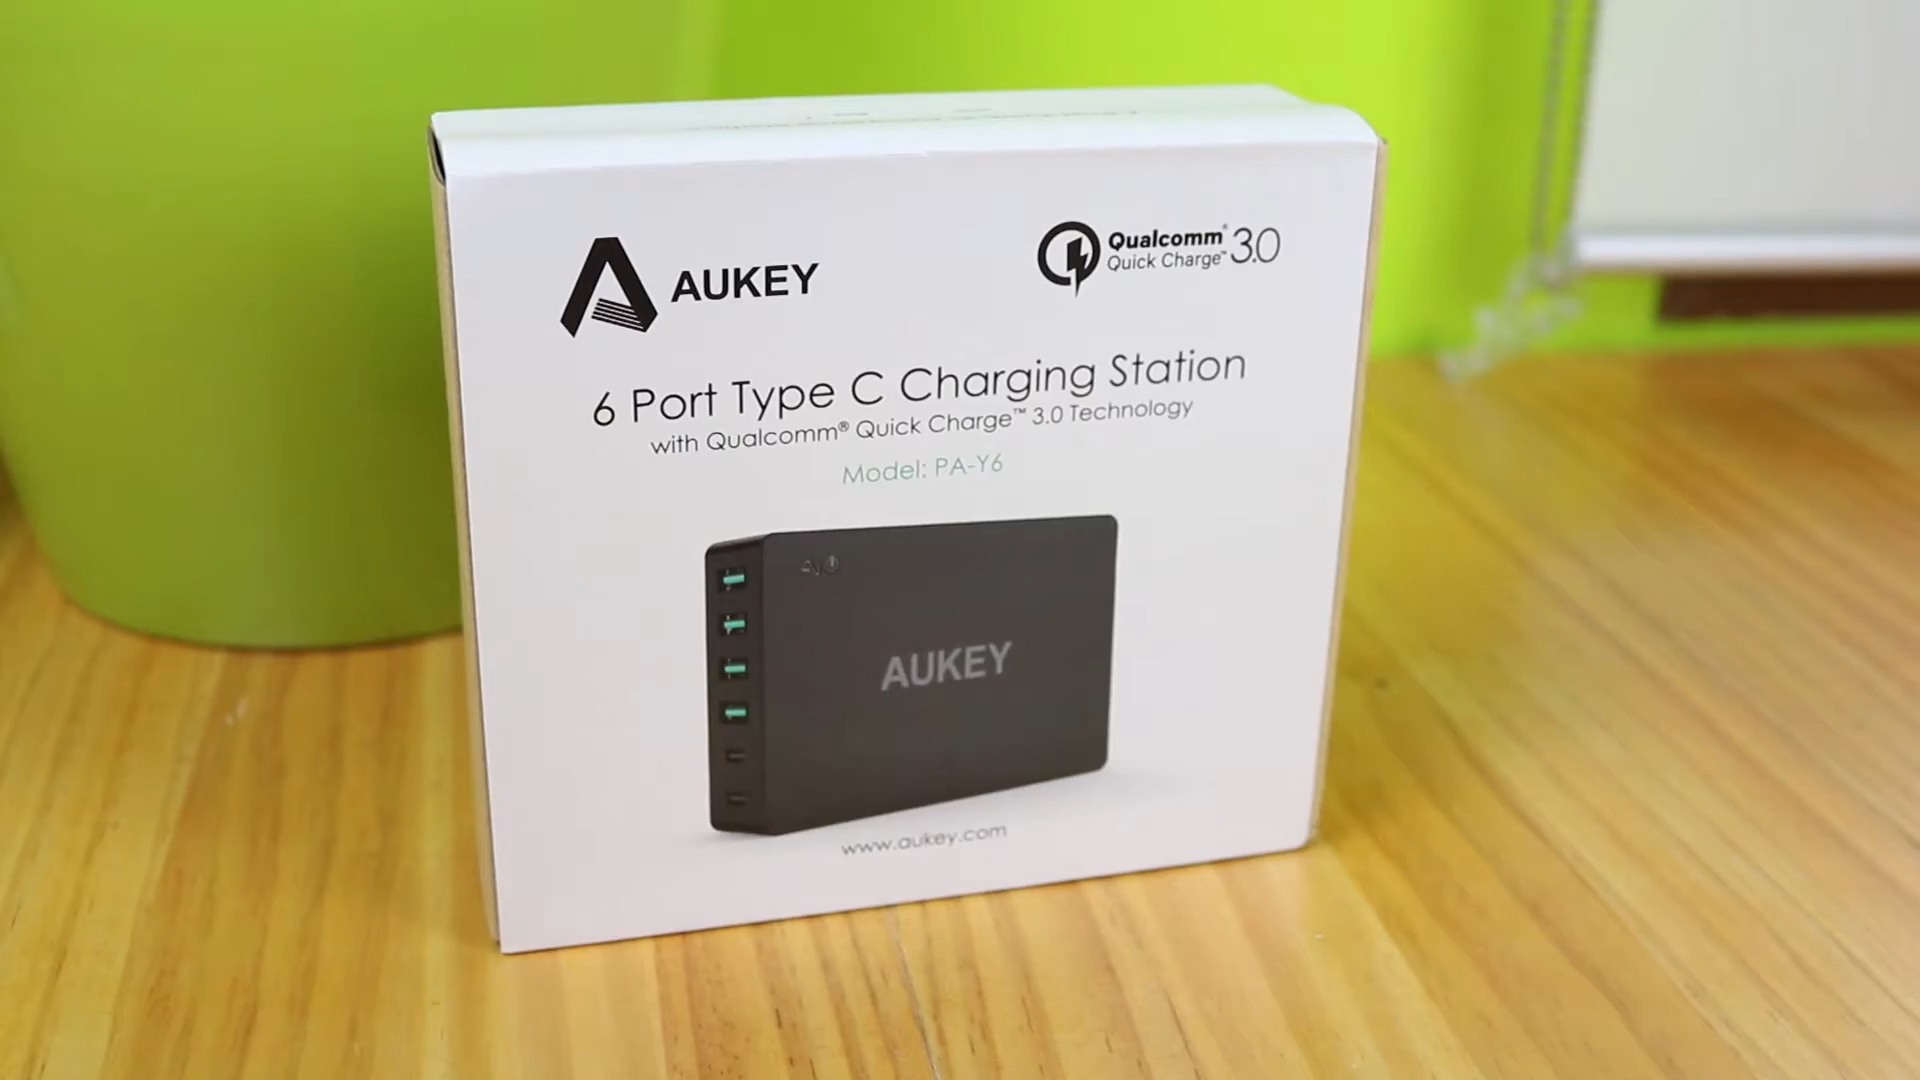 AUKEY
Qualcomm® 3.0
Quick Charge™
6 Port Type C Charging Station
with Qualcomm® Quick Charge™ 3.0 Technology
Model: PA-Y6
AUKEY
www.aukey.com